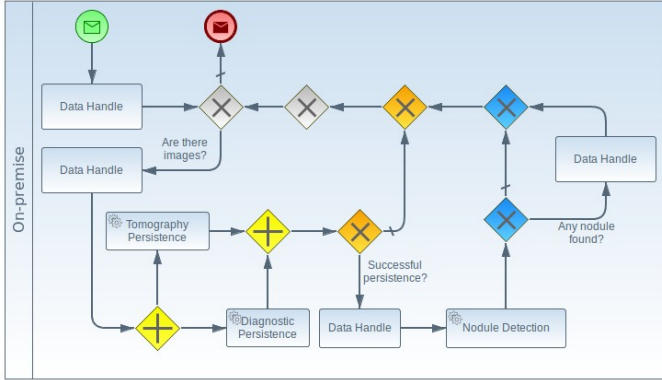 On-premise
Data Handle
Are there
images?
Data Handle
Data Handle
Any nodule
found?
Tomography
Persistence
Successful
persistence?
Diagnostic
Persistence
Data Handle
Nodule Detection